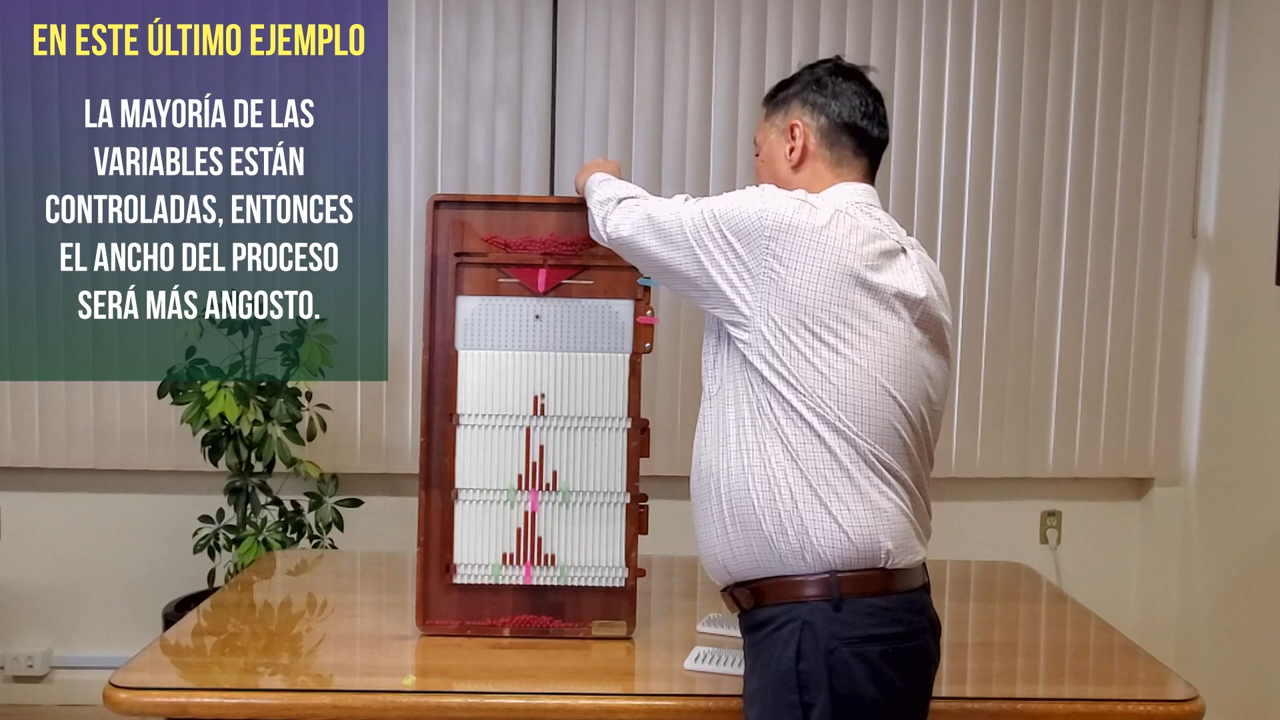 EN ESTE ÚLTIMO EJEMPLO
LA MAYORÍA DE LAS
VARIABLES ESTÁN
CONTROLADAS, ENTONCES
EL ANCHO DEL PROCESO
SERÁ MÁS ANGOSTO.